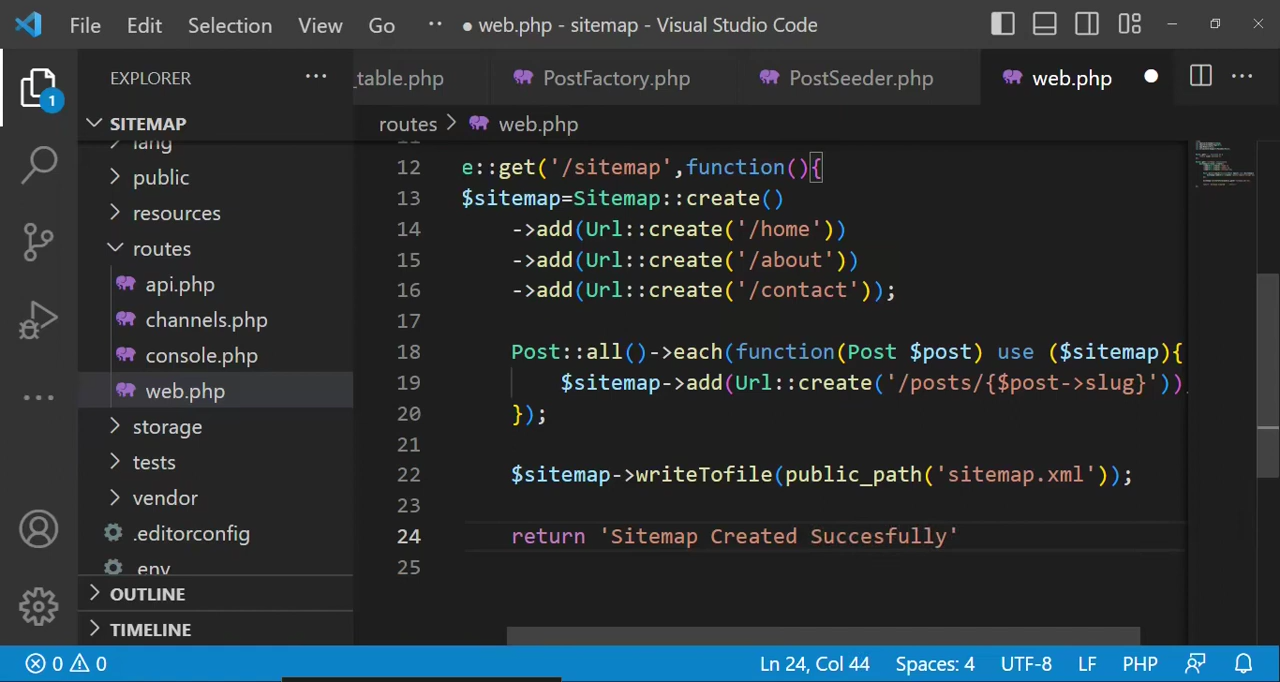 File Edit Selection View Go ·· ● web.php - sitemap - Visual Studio Code
EXPLORER ···
_table.php PostFactory.php PostSeeder.php web.php ● ···
1
SITEMAP
routes > web.php
lang
public
resources
routes
api.php
channels.php
console.php
web.php
storage
tests
vendor
.editorconfig
.env
OUTLINE
TIMELINE
11
12 e::get('/sitemap',function(){
13 $sitemap=Sitemap::create()
14 ->add(Url::create('/home'))
15 ->add(Url::create('/about'))
16 ->add(Url::create('/contact'));
17
18 Post::all()->each(function(Post $post) use ($sitemap){
19 $sitemap->add(Url::create('/posts/{$post->slug}'))
20 });
21
22 $sitemap->writeTofile(public_path('sitemap.xml'));
23
24 return 'Sitemap Created Succesfully'
25
0 0 Ln 24, Col 44 Spaces: 4 UTF-8 LF PHP